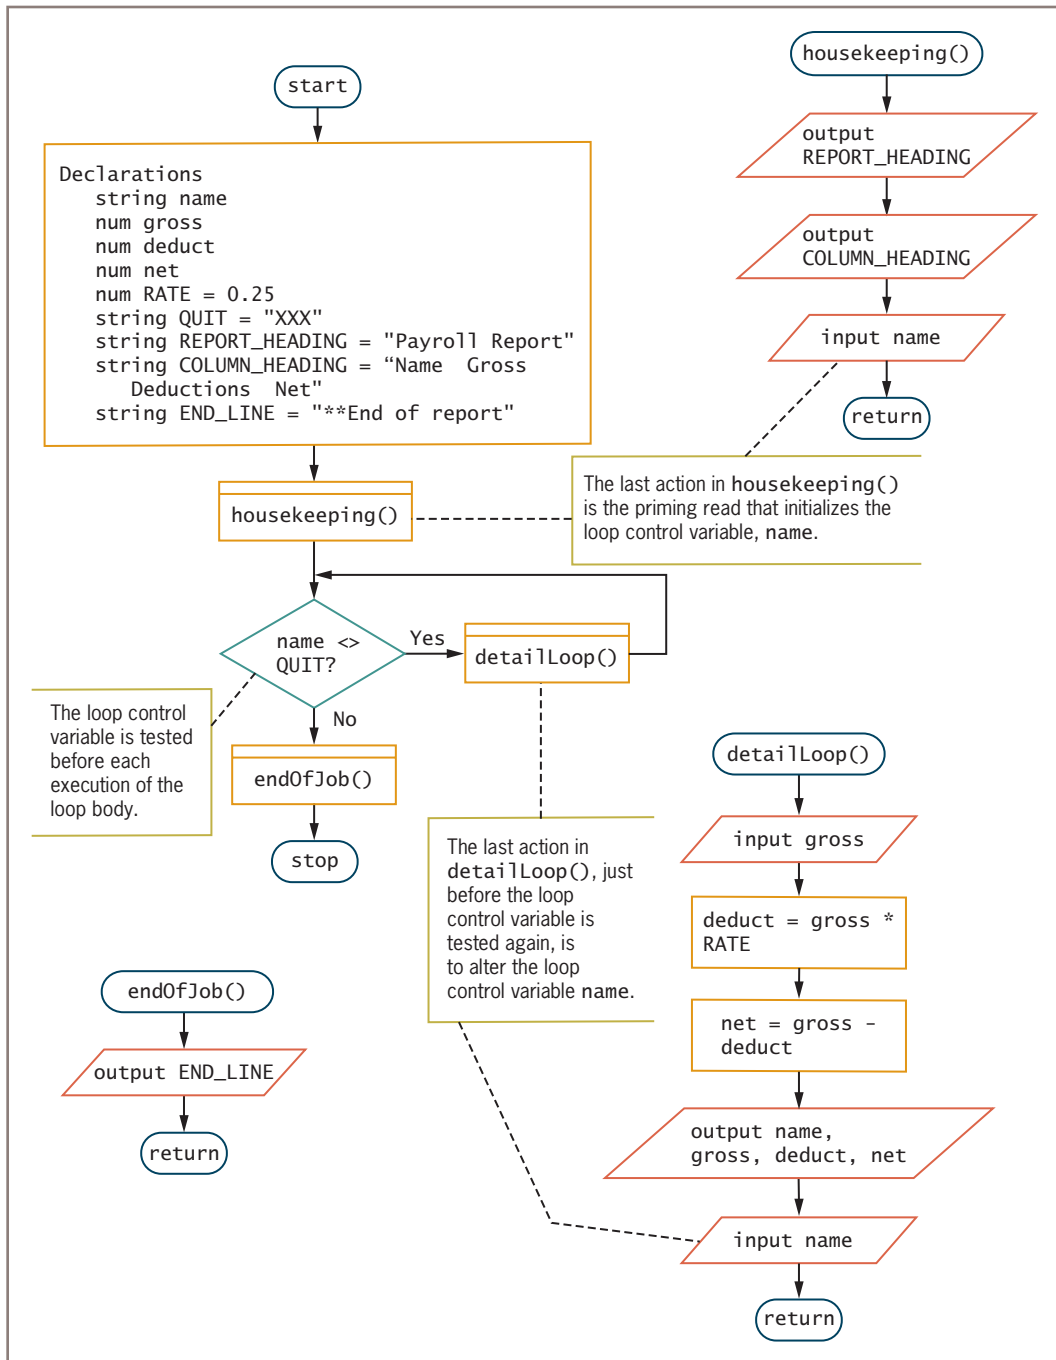 start
Declarations
string name
num gross
num deduct
num net
num RATE = 0.25
string QUIT = "XXX"
string REPORT_HEADING = "Payroll Report"
string COLUMN_HEADING = “Name  Gross
Deductions  Net"
string END_LINE = "**End of report"
housekeeping()
name <>
QUIT?
Yes
detailLoop()
No
endOfJob()
stop
The loop control
variable is tested
before each
execution of the
loop body.
housekeeping()
output
REPORT_HEADING
output
COLUMN_HEADING
input name
return
The last action in housekeeping()
is the priming read that initializes the
loop control variable, name.
The last action in
detailLoop(), just
before the loop
control variable is
tested again, is
to alter the loop
control variable name.
detailLoop()
input gross
deduct = gross *
RATE
net = gross –
deduct
output name,
gross, deduct, net
input name
return
endOfJob()
output END_LINE
return